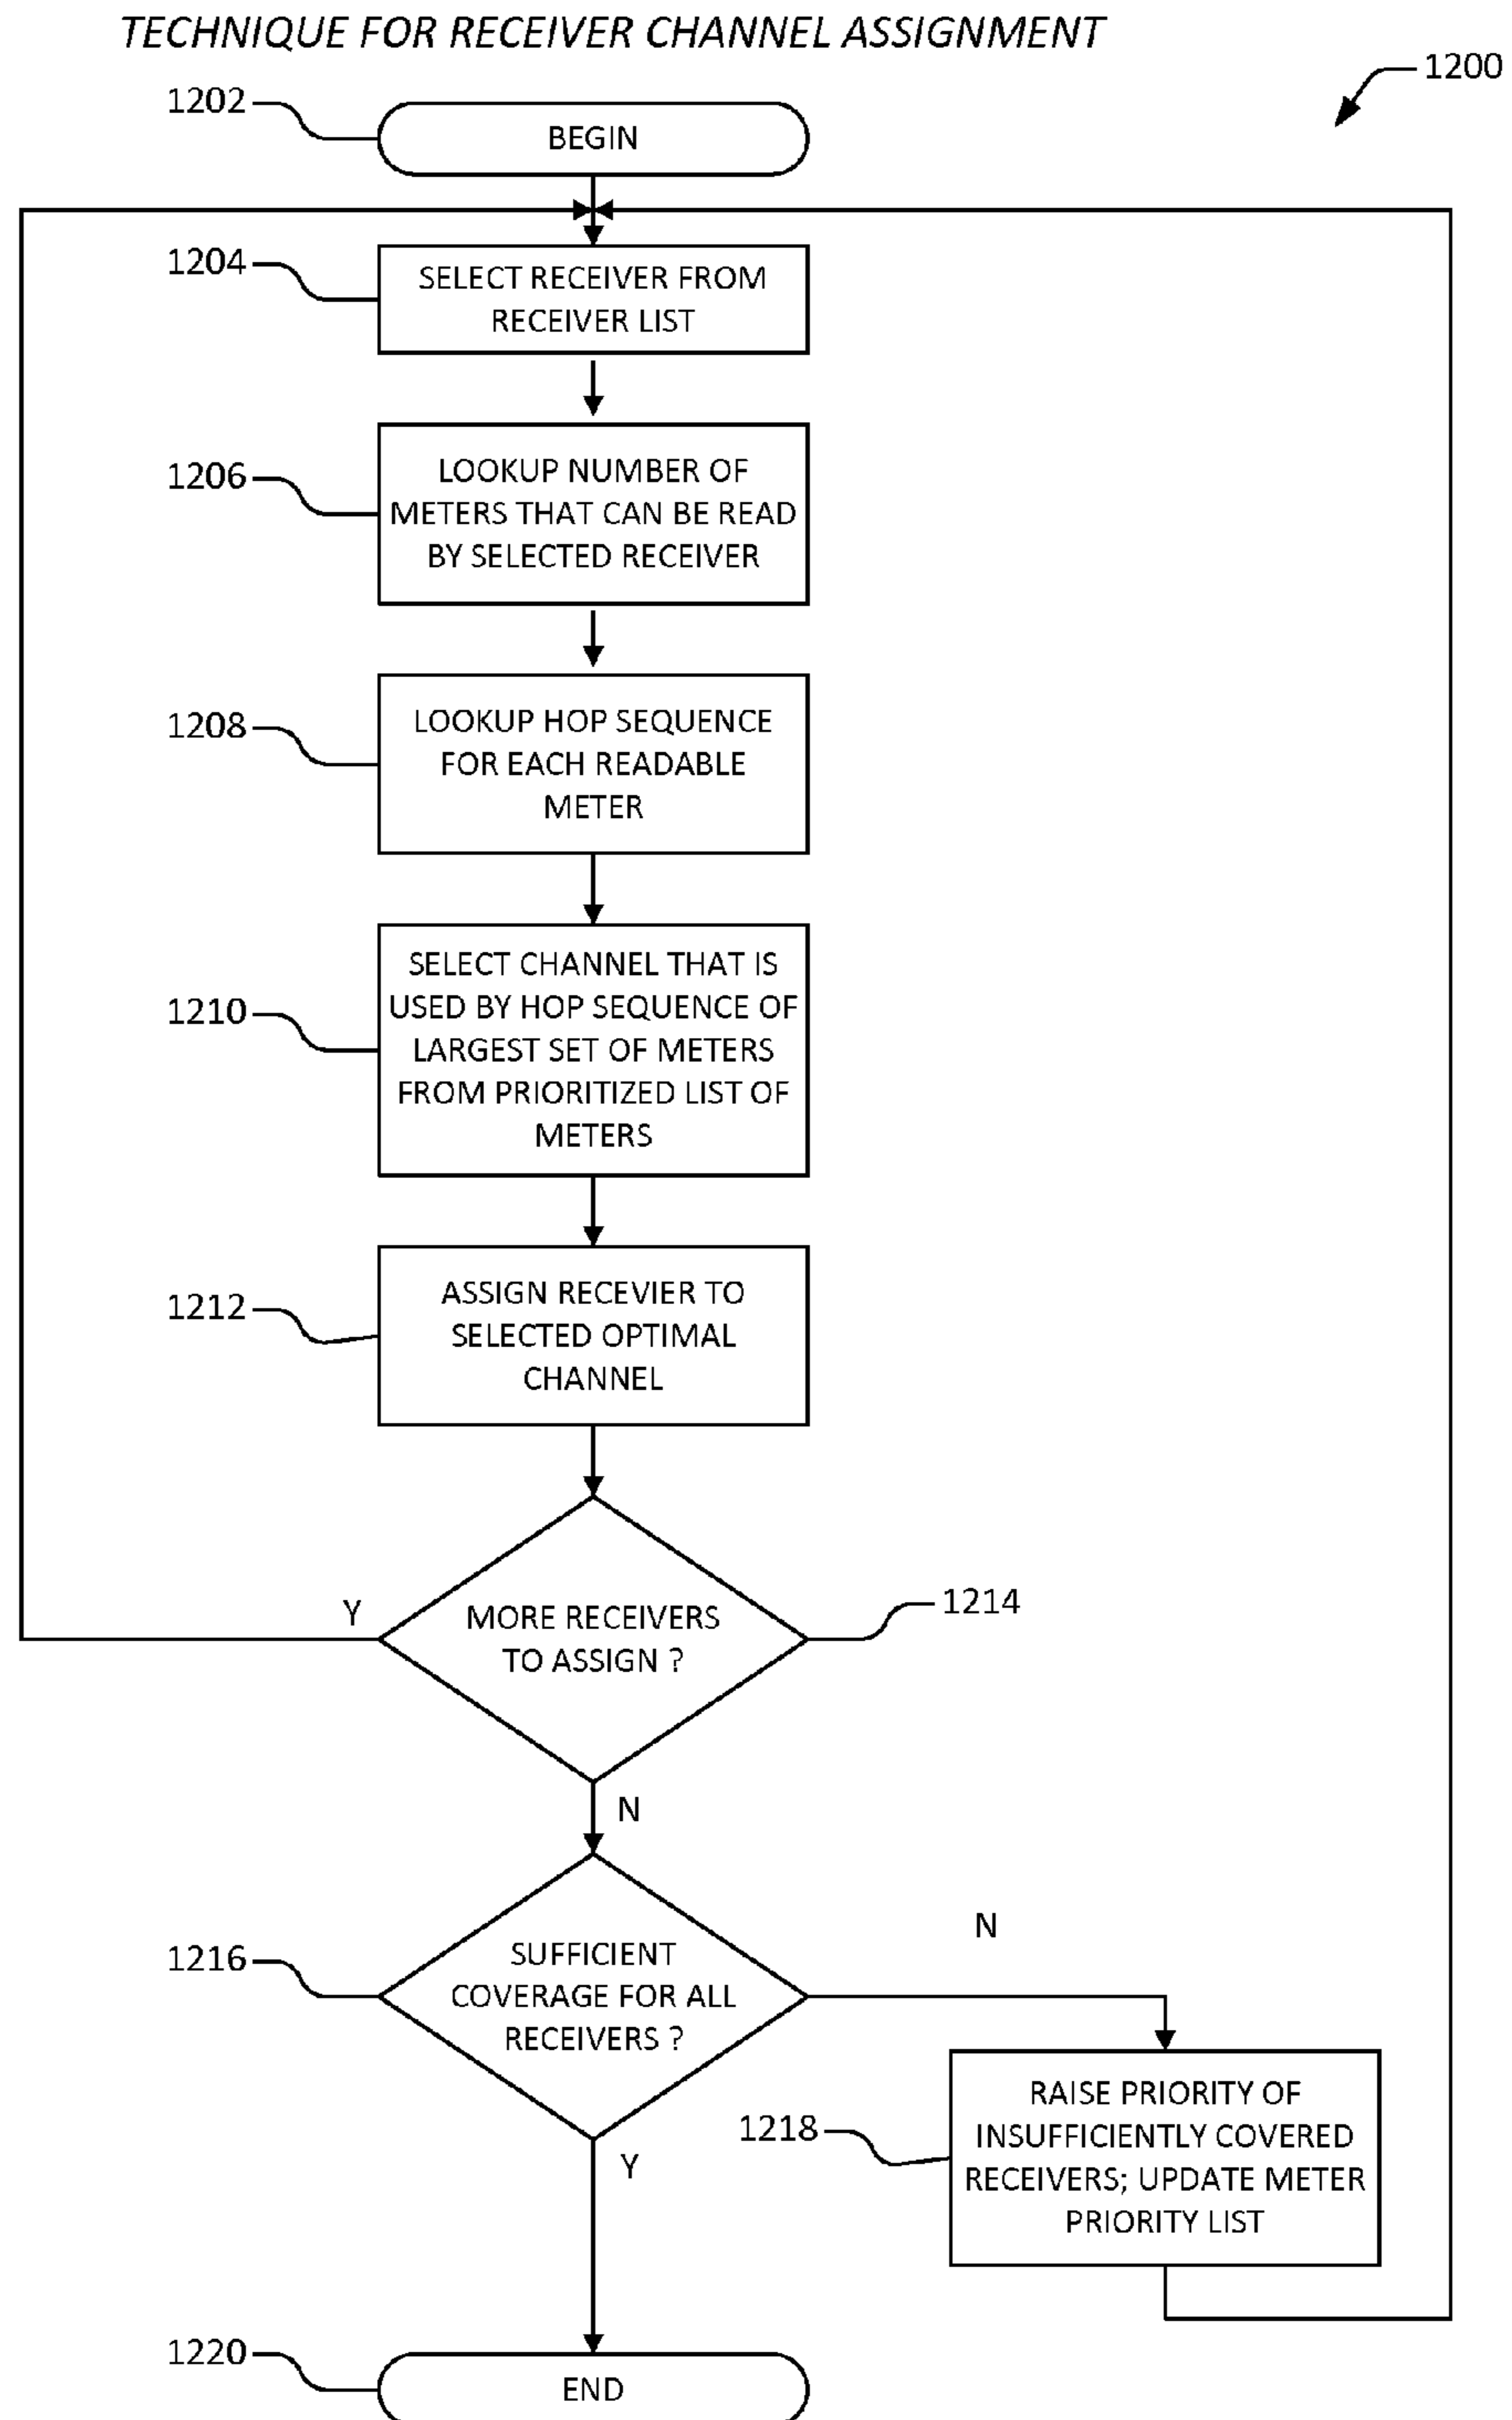 TECHNIQUE FOR RECEIVER CHANNEL ASSIGNMENT
1200
1202
BEGIN
1204
SELECT RECEIVER FROM
RECEIVER LIST
1206
LOOKUP NUMBER OF
METERS THAT CAN BE READ
BY SELECTED RECEIVER
1208
LOOKUP HOP SEQUENCE
FOR EACH READABLE
METER
1210
SELECT CHANNEL THAT IS
USED BY HOP SEQUENCE OF
LARGEST SET OF METERS
FROM PRIORITIZED LIST OF
METERS
1212
ASSIGN RECEVIER TO
SELECTED OPTIMAL
CHANNEL
Y
MORE RECEIVERS
TO ASSIGN ?
1214
N
1216
SUFFICIENT
COVERAGE FOR ALL
RECEIVERS ?
N
Y
1218
RAISE PRIORITY OF
INSUFFICIENTLY COVERED
RECEIVERS; UPDATE METER
PRIORITY LIST
1220
END